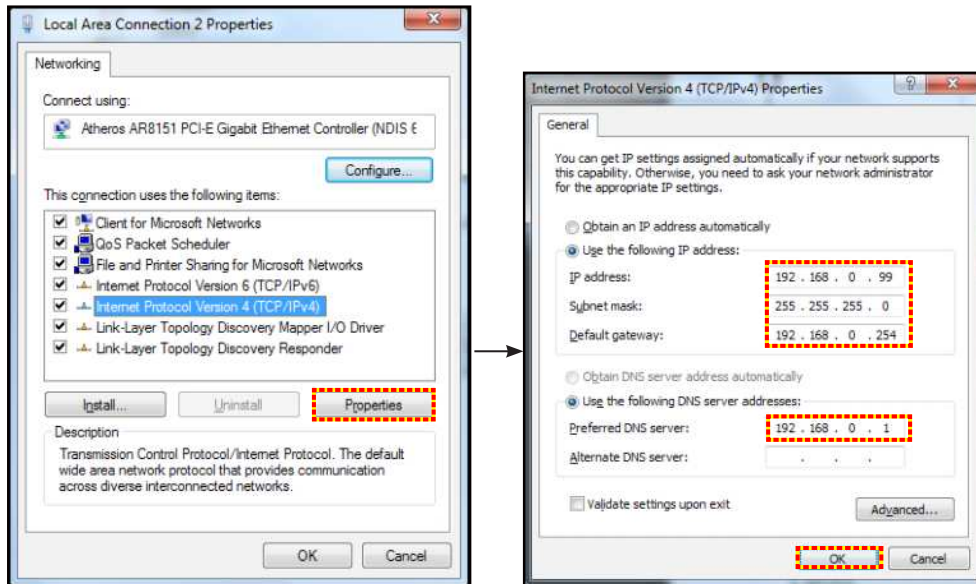 Local Area Connection 2 Properties
Networking
Connect using:
Atheros AR8151 PCI-E Gigabit Ethernet Controller (NDIS 6
Configure...
This connection uses the following items:
Client for Microsoft Networks
QoS Packet Scheduler
File and Printer Sharing for Microsoft Networks
Internet Protocol Version 6 (TCP/IPv6)
Internet Protocol Version 4 (TCP/IPv4)
Link-Layer Topology Discovery Mapper I/O Driver
Link-Layer Topology Discovery Responder
Install...
Uninstall
Properties
Description
Transmission Control Protocol/Internet Protocol. The default
wide area network protocol that provides communication
across diverse interconnected networks.
OK
Cancel
Internet Protocol Version 4 (TCP/IPv4) Properties
General
You can get IP settings assigned automatically if your network supports
this capability. Otherwise, you need to ask your network administrator
for the appropriate IP settings.
Obtain an IP address automatically
Use the following IP address:
IP address: 192 . 168 . 0 . 99
Subnet mask: 255 . 255 . 255 . 0
Default gateway: 192 . 168 . 0 . 254
Obtain DNS server address automatically
Use the following DNS server addresses:
Preferred DNS server: 192 . 168 . 0 . 1
Alternate DNS server: . . .
Validate settings upon exit
Advanced...
OK
Cancel